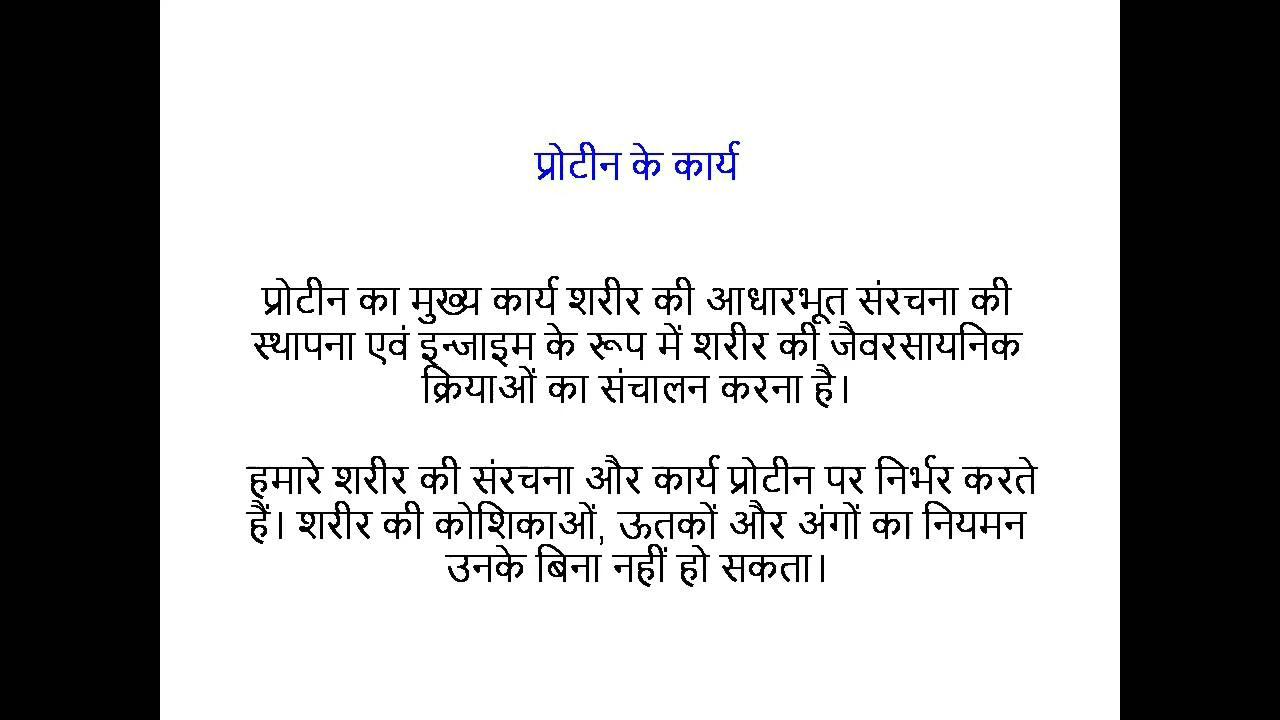 प्रोटीन के कार्य
प्रोटीन का मुख्य कार्य शरीर की आधारभूत संरचना की
स्थापना एवं इन्जाइम के रूप में शरीर की जैवरसायनिक
क्रियाओं का संचालन करना है।
हमारे शरीर की संरचना और कार्य प्रोटीन पर निर्भर करते
हैं। शरीर की कोशिकाओं, ऊतकों और अंगों का नियमन
उनके बिना नहीं हो सकता।